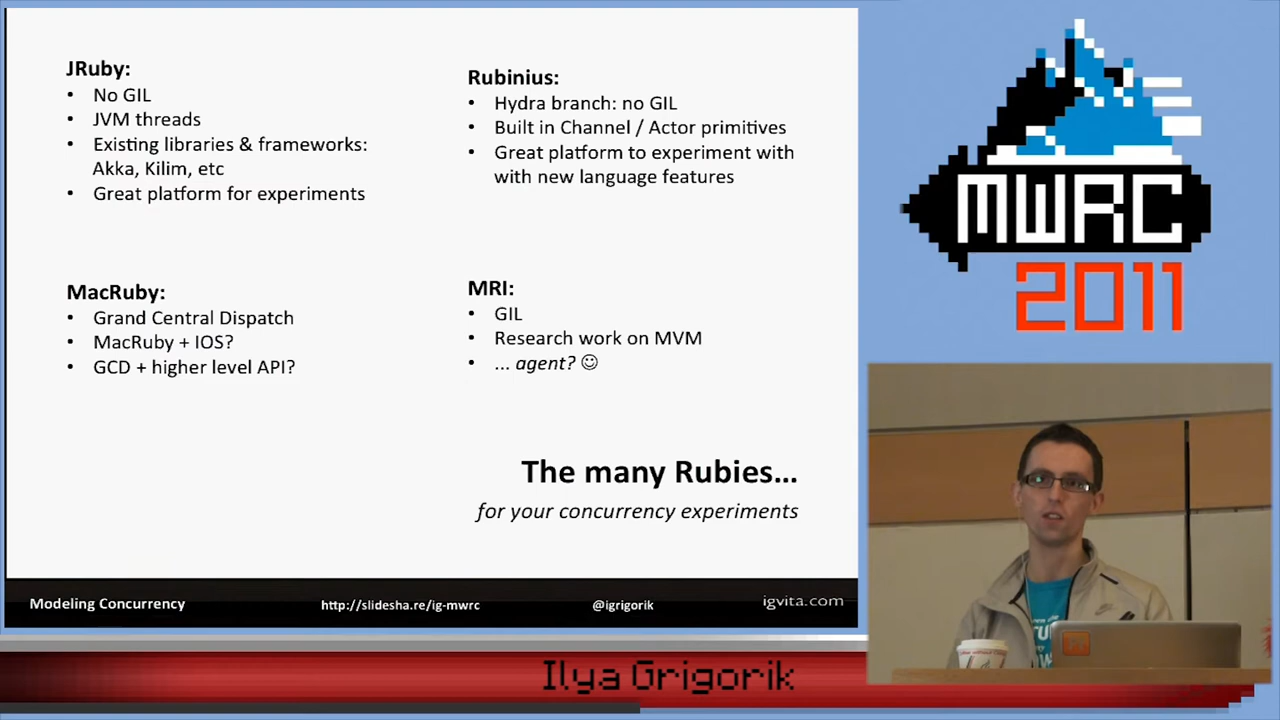 JRuby:
• No GIL
• JVM threads
• Existing libraries & frameworks:
Akka, Kilim, etc
• Great platform for experiments
Rubinius:
• Hydra branch: no GIL
• Built in Channel / Actor primitives
• Great platform to experiment with
with new language features
MacRuby:
• Grand Central Dispatch
• MacRuby + IOS?
• GCD + higher level API?
MRI:
• GIL
• Research work on MVM
• ... agent? ☺
The many Rubies...
for your concurrency experiments
Modeling Concurrency
http://slidesha.re/ig-mwrc
@igrigorik
igvita.com
MWRC
2011
Ilya Grigorik